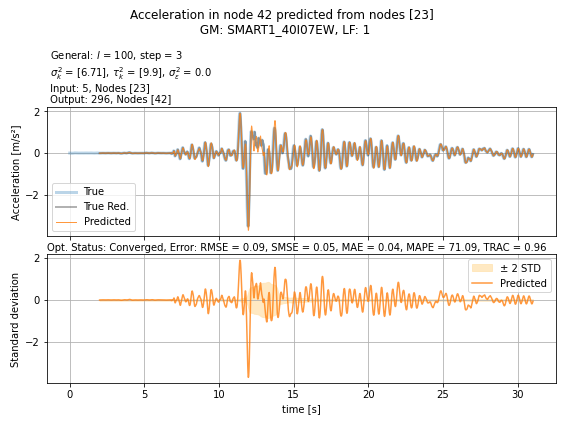 Acceleration in node 42 predicted from nodes [23]
GM: SMART1_40I07EW, LF: 1
General: l = 100, step = 3
σ²ₖ = [6.71], τ²ₖ = [9.9], σ²ᵋ = 0.0
Input: 5, Nodes [23]
Output: 296, Nodes [42]
Acceleration [m/s²]
2
0
−2
True
True Red.
Predicted
Opt. Status: Converged, Error: RMSE = 0.09, SMSE = 0.05, MAE = 0.04, MAPE = 71.09, TRAC = 0.96
Standard deviation
2
0
−2
± 2 STD
Predicted
0 5 10 15 20 25 30
time [s]